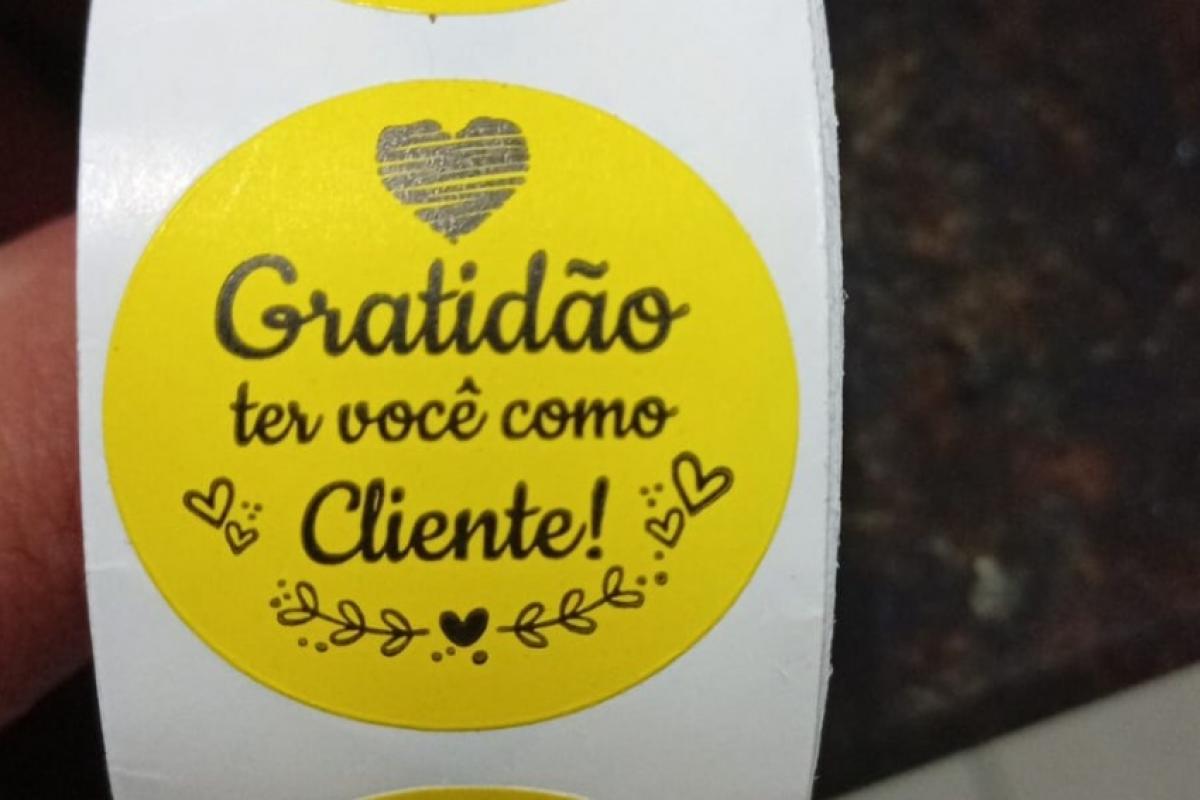 Gratidão
ter você como
Cliente!